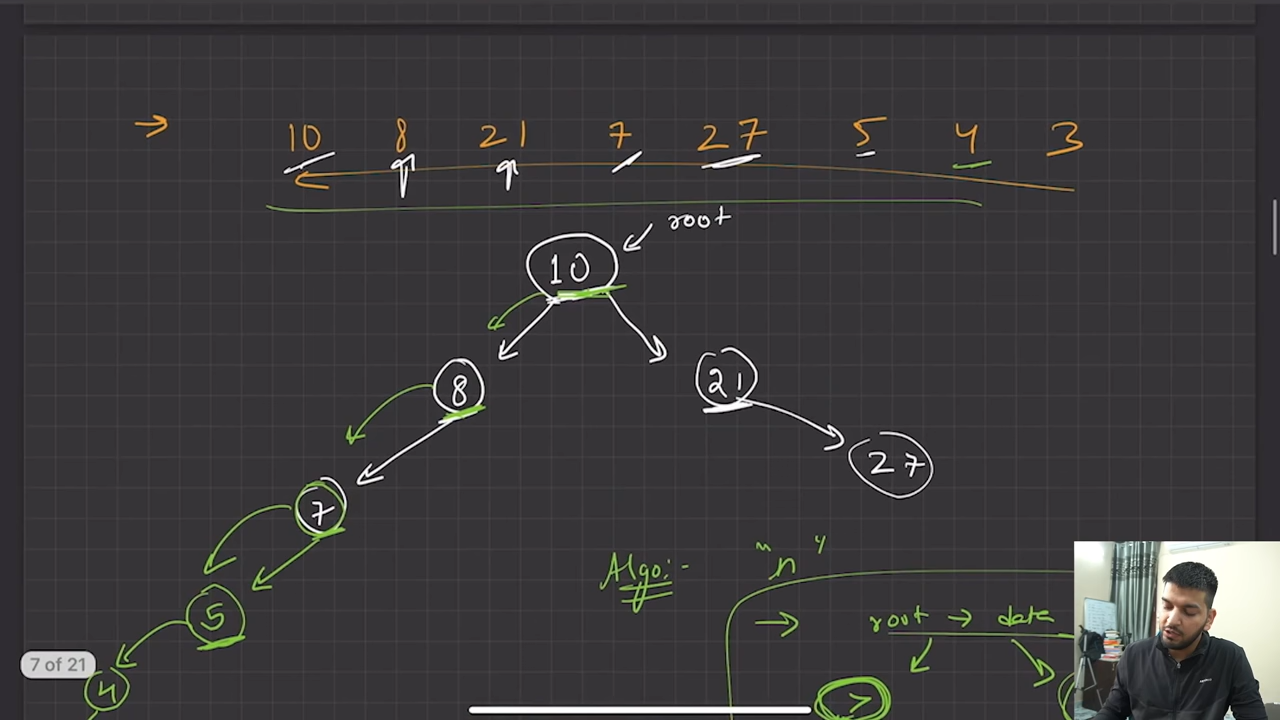 → 10 8 21 7 27 5 4 3
root
10
8 21
27
7
Algo:- "n"
5 → root → data
7 of 21
4 >